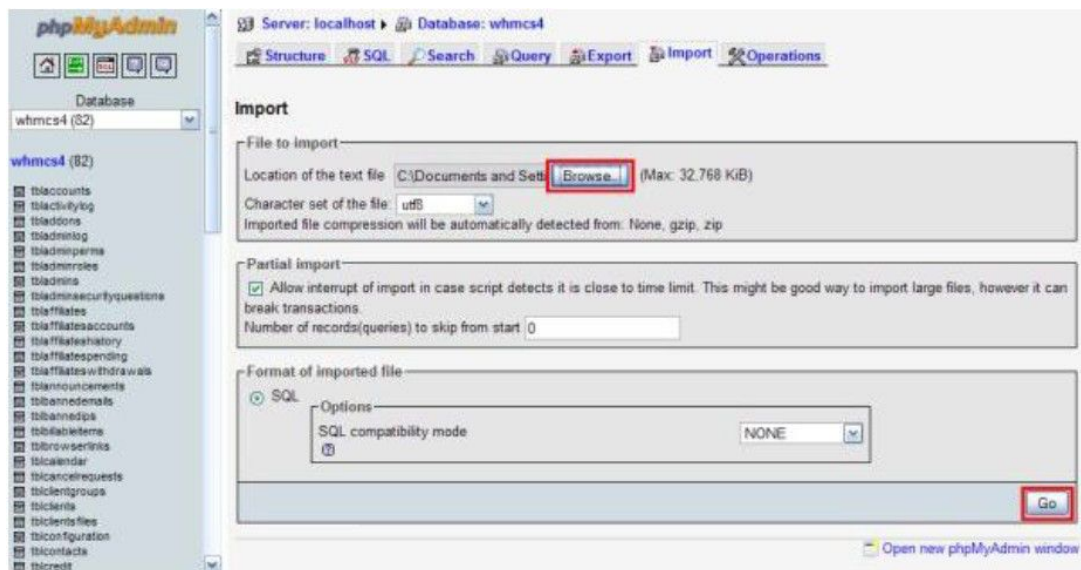 phpMyAdmin
Database
whmcs4 (82)
whmcs4 (82)
tblaccounts
tblactivitylog
tbladdons
tbladminlog
tbladminperms
tbladminroles
tbladmins
tbladminsecurityquestions
tblaffiliates
tblaffiliatesaccounts
tblaffiliateshistory
tblaffiliatespending
tblaffiliateswithdrawals
tblannouncements
tblbannedemails
tblbannedips
tblbillableitems
tblbrowserlinks
tblcalendar
tblcancelrequests
tblclientgroups
tblclients
tblclientsfiles
tblconfiguration
tblcontacts
tblcredit
Server: localhost Database: whmcs4
Structure SQL Search Query Export Import Operations
Import
File to import
Location of the text file C:\Documents and Setti Browse... (Max: 32,768 KiB)
Character set of the file: utf8
Imported file compression will be automatically detected from: None, gzip, zip
Partial import
Allow interrupt of import in case script detects it is close to time limit. This might be good way to import large files, however it can
break transactions.
Number of records(queries) to skip from start 0
Format of imported file
SQL
Options
SQL compatibility mode NONE
Go
Open new phpMyAdmin window